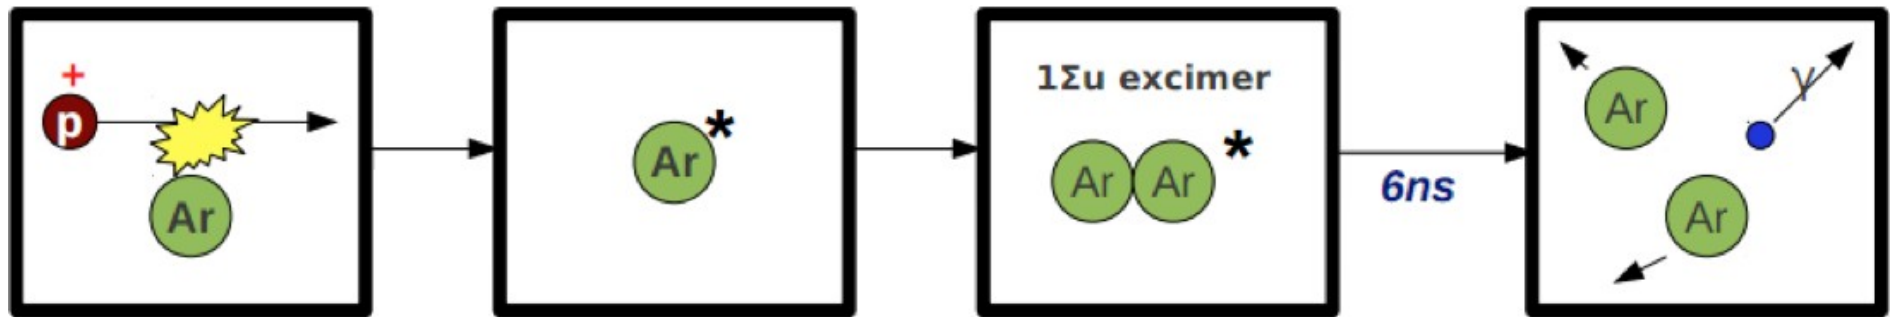 +
p
Ar
Ar*
1Σu excimer
Ar Ar *
6ns
Ar
γ
Ar